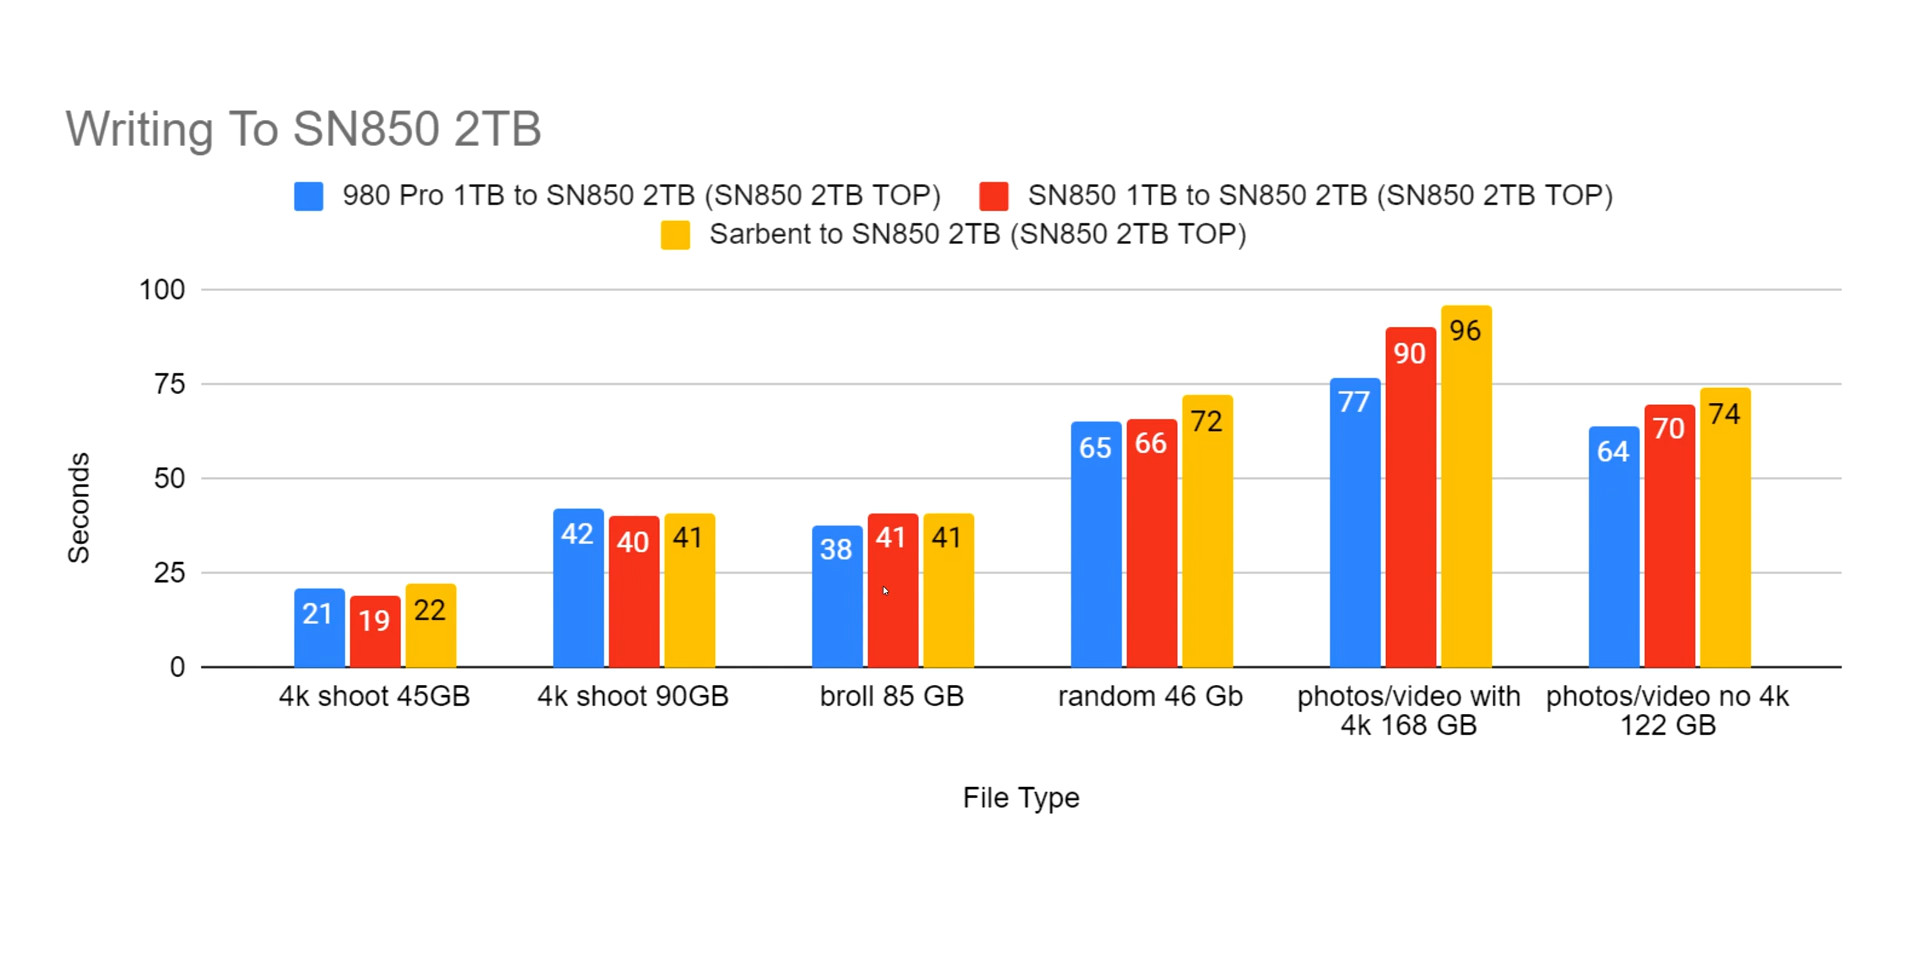 Writing To SN850 2TB
980 Pro 1TB to SN850 2TB (SN850 2TB TOP) SN850 1TB to SN850 2TB (SN850 2TB TOP)
Sarbent to SN850 2TB (SN850 2TB TOP)
100
75
50
25
0
Seconds
21 19 22
42 40 41
38 41 41
65 66 72
77 90 96
64 70 74
4k shoot 45GB
4k shoot 90GB
broll 85 GB
random 46 Gb
photos/video with
4k 168 GB
photos/video no 4k
122 GB
File Type